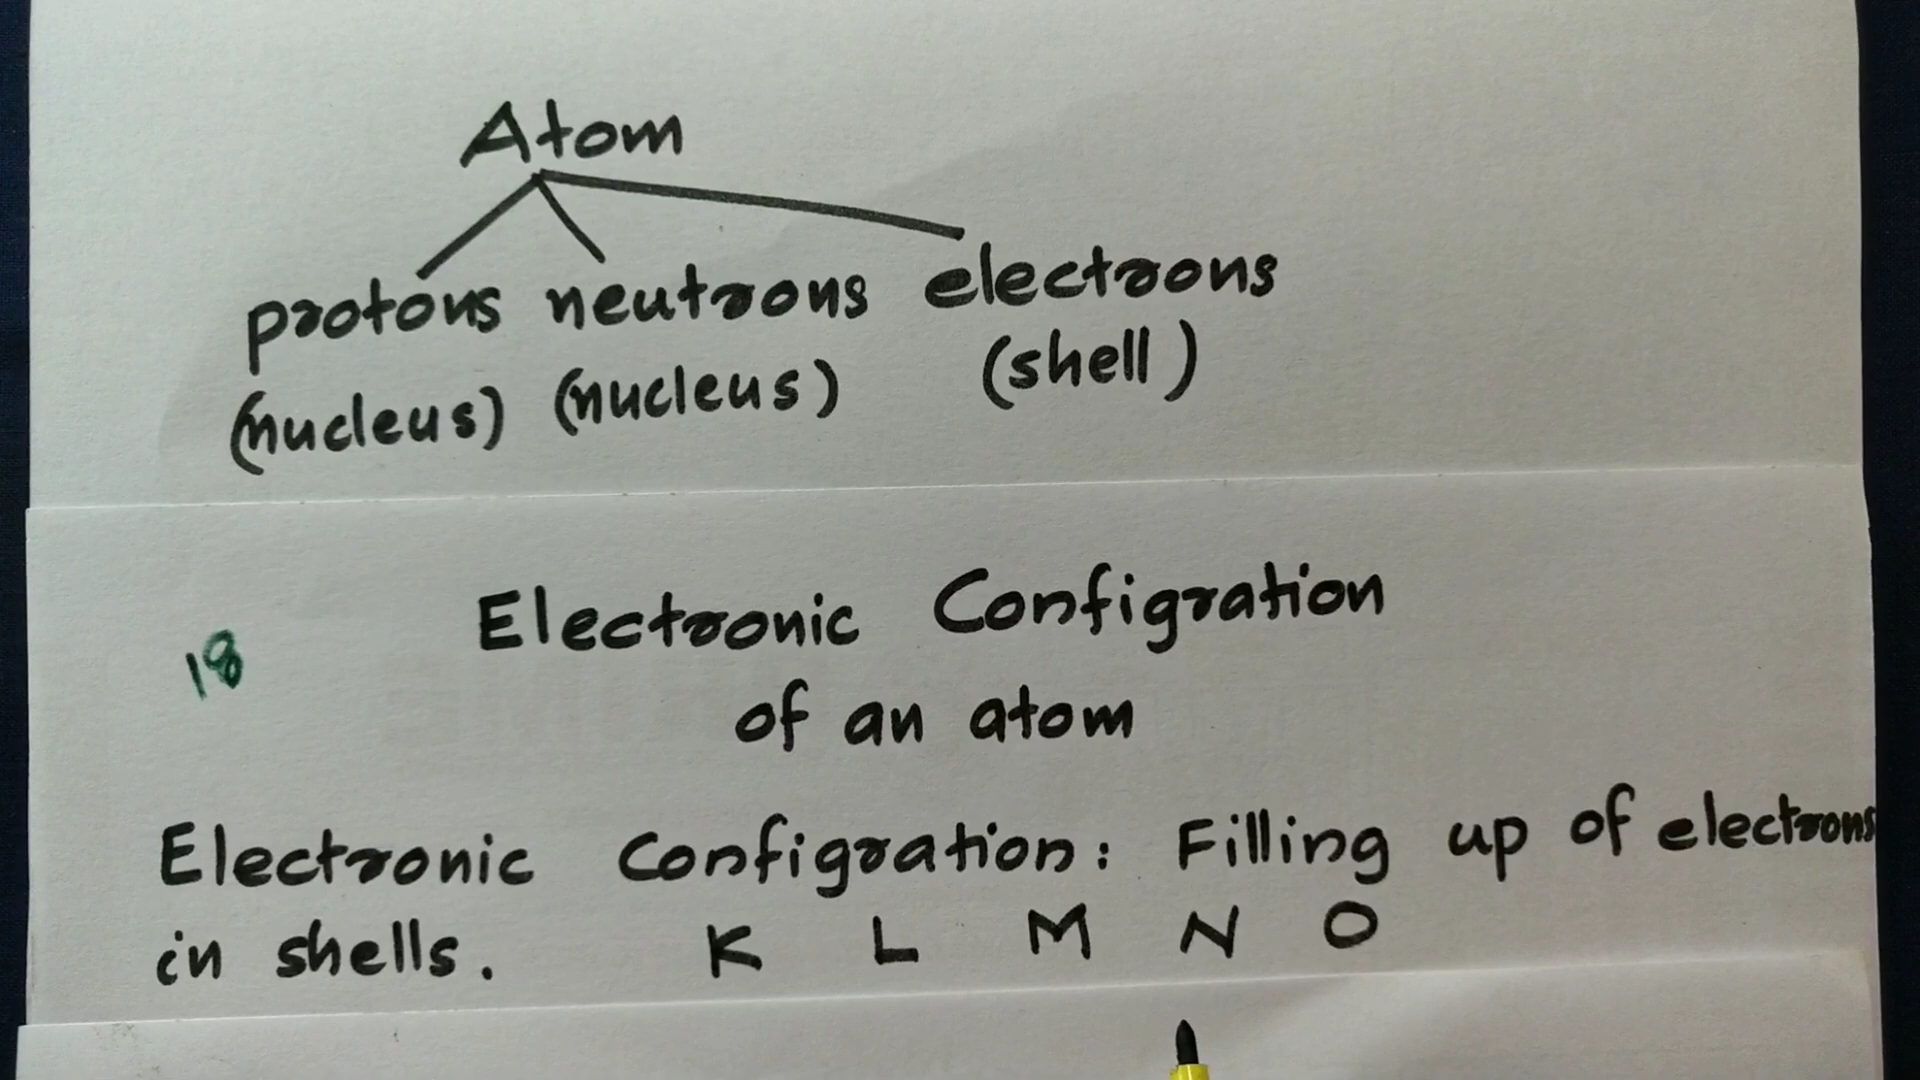 Atom
protons neutrons electrons
(nucleus) (nucleus) (shell)
18
Electronic Configration
of an atom
Electronic Configration: Filling up of electrons
in shells. K L M N O